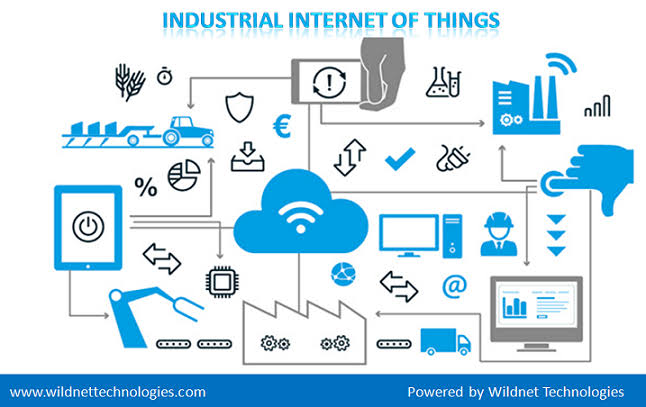 INDUSTRIAL INTERNET OF THINGS
€
%
@
www.wildnettechnologies.com
Powered by Wildnet Technologies